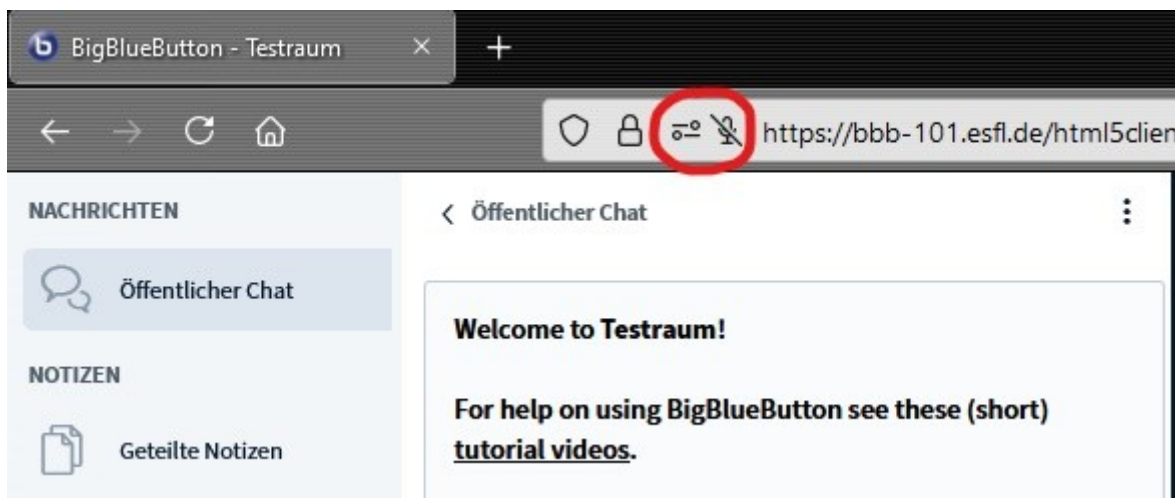 BigBlueButton - Testraum
https://bbb-101.esfl.de/html5clien
NACHRICHTEN
Öffentlicher Chat
NOTIZEN
Geteilte Notizen
Öffentlicher Chat
Welcome to Testraum!
For help on using BigBlueButton see these (short)
tutorial videos.